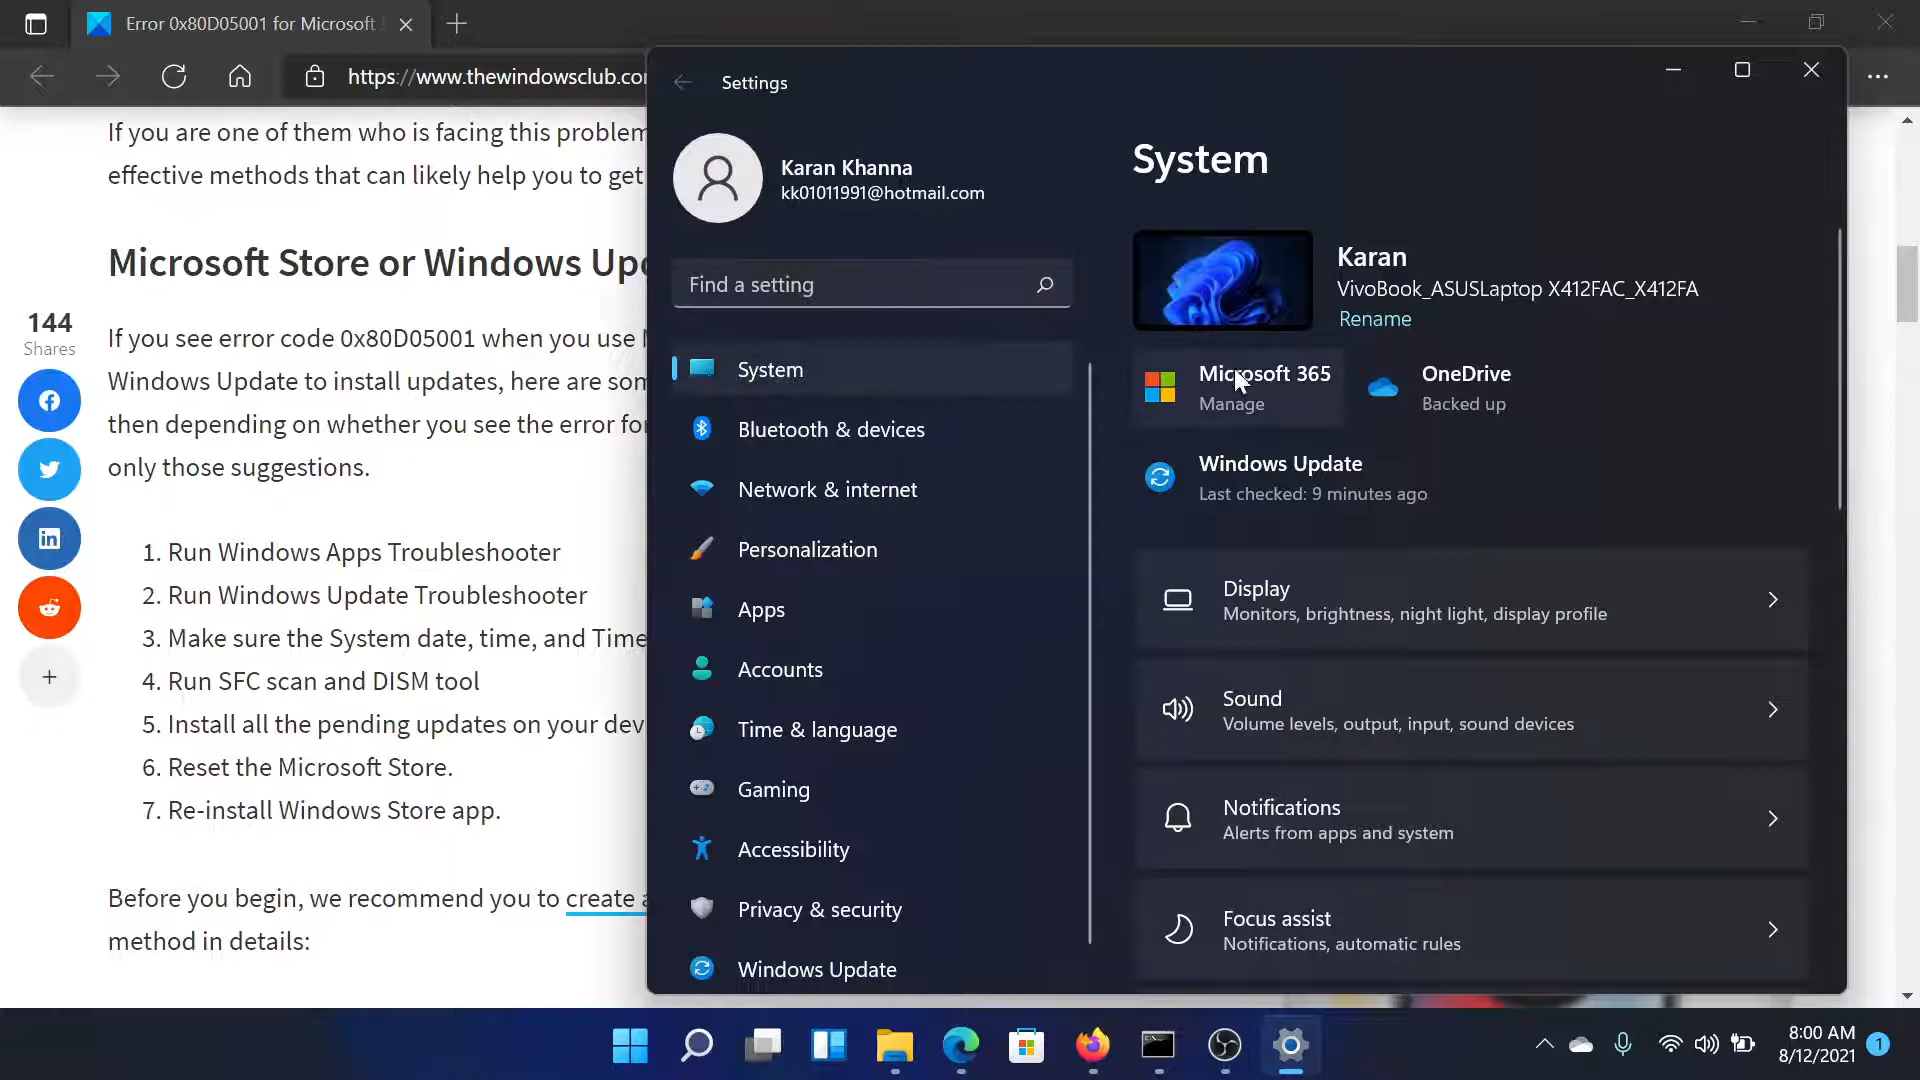 Error 0x80D05001 for Microsoft
https://www.thewindowsclub.co
If you are one of them who is facing this problem
effective methods that can likely help you to get
Microsoft Store or Windows Upd
144
Shares
If you see error code 0x80D05001 when you use
Windows Update to install updates, here are som
then depending on whether you see the error for
only those suggestions.
1. Run Windows Apps Troubleshooter
2. Run Windows Update Troubleshooter
3. Make sure the System date, time, and Time
4. Run SFC scan and DISM tool
5. Install all the pending updates on your dev
6. Reset the Microsoft Store.
7. Re-install Windows Store app.
Before you begin, we recommend you to create a
method in details:
Settings
Karan Khanna
kk01011991@hotmail.com
Find a setting
System
Bluetooth & devices
Network & internet
Personalization
Apps
Accounts
Time & language
Gaming
Accessibility
Privacy & security
Windows Update
System
Karan
VivoBook_ASUSLaptop X412FAC_X412FA
Rename
Microsoft 365
Manage
OneDrive
Backed up
Windows Update
Last checked: 9 minutes ago
Display
Monitors, brightness, night light, display profile
Sound
Volume levels, output, input, sound devices
Notifications
Alerts from apps and system
Focus assist
Notifications, automatic rules
8:00 AM
8/12/2021
1